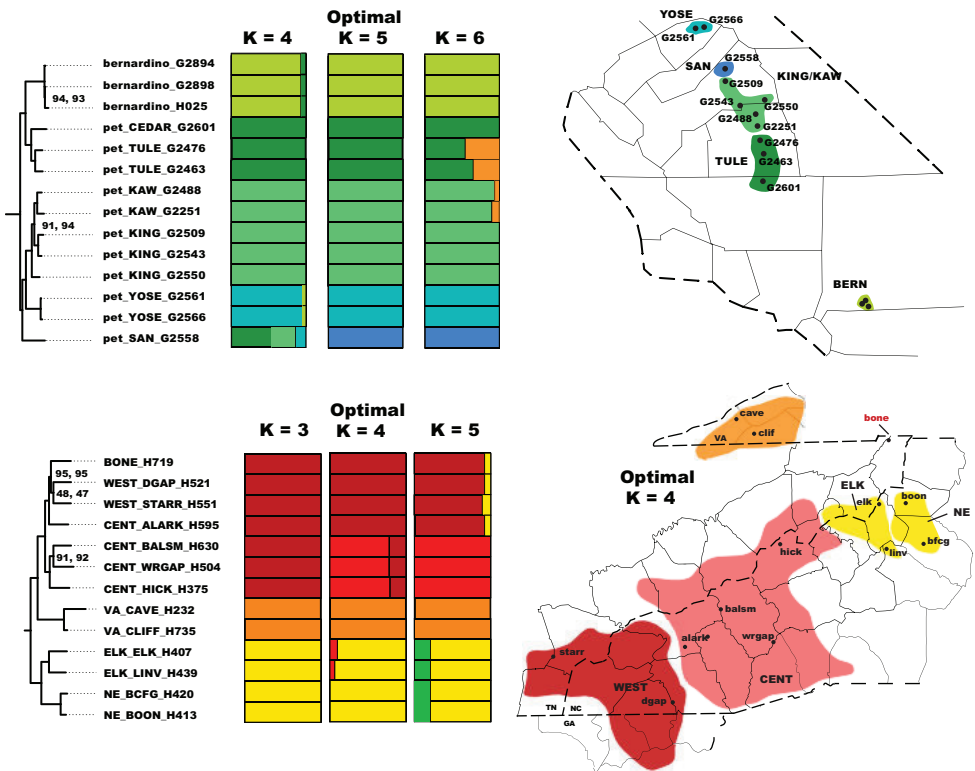 Optimal
K = 4
K = 5
K = 6
bernardino_G2894
bernardino_G2898
94, 93
bernardino_H025
pet_CEDAR_G2601
pet_TULE_G2476
pet_TULE_G2463
pet_KAW_G2488
pet_KAW_G2251
91, 94
pet_KING_G2509
pet_KING_G2543
pet_KING_G2550
pet_YOSE_G2561
pet_YOSE_G2566
pet_SAN_G2558
YOSE
G2566
G2561
G2558
SAN
KING/KAW
G2509
G2543
G2550
G2488
G2251
G2476
TULE
G2463
G2601
BERN
Optimal
K = 3
K = 4
K = 5
BONE_H719
95, 95
WEST_DGAP_H521
48, 47
WEST_STARR_H551
CENT_ALARK_H595
CENT_BALSM_H630
91, 92
CENT_WRGAP_H504
CENT_HICK_H375
VA_CAVE_H232
VA_CLIFF_H735
ELK_ELK_H407
ELK_LINV_H439
NE_BCFG_H420
NE_BOON_H413
cave
bone
VA
clif
Optimal
K = 4
ELK
elk
boon
NE
bfcg
linv
hick
balsm
alark
wrgap
starr
WEST
CENT
dgap
TN
NC
GA